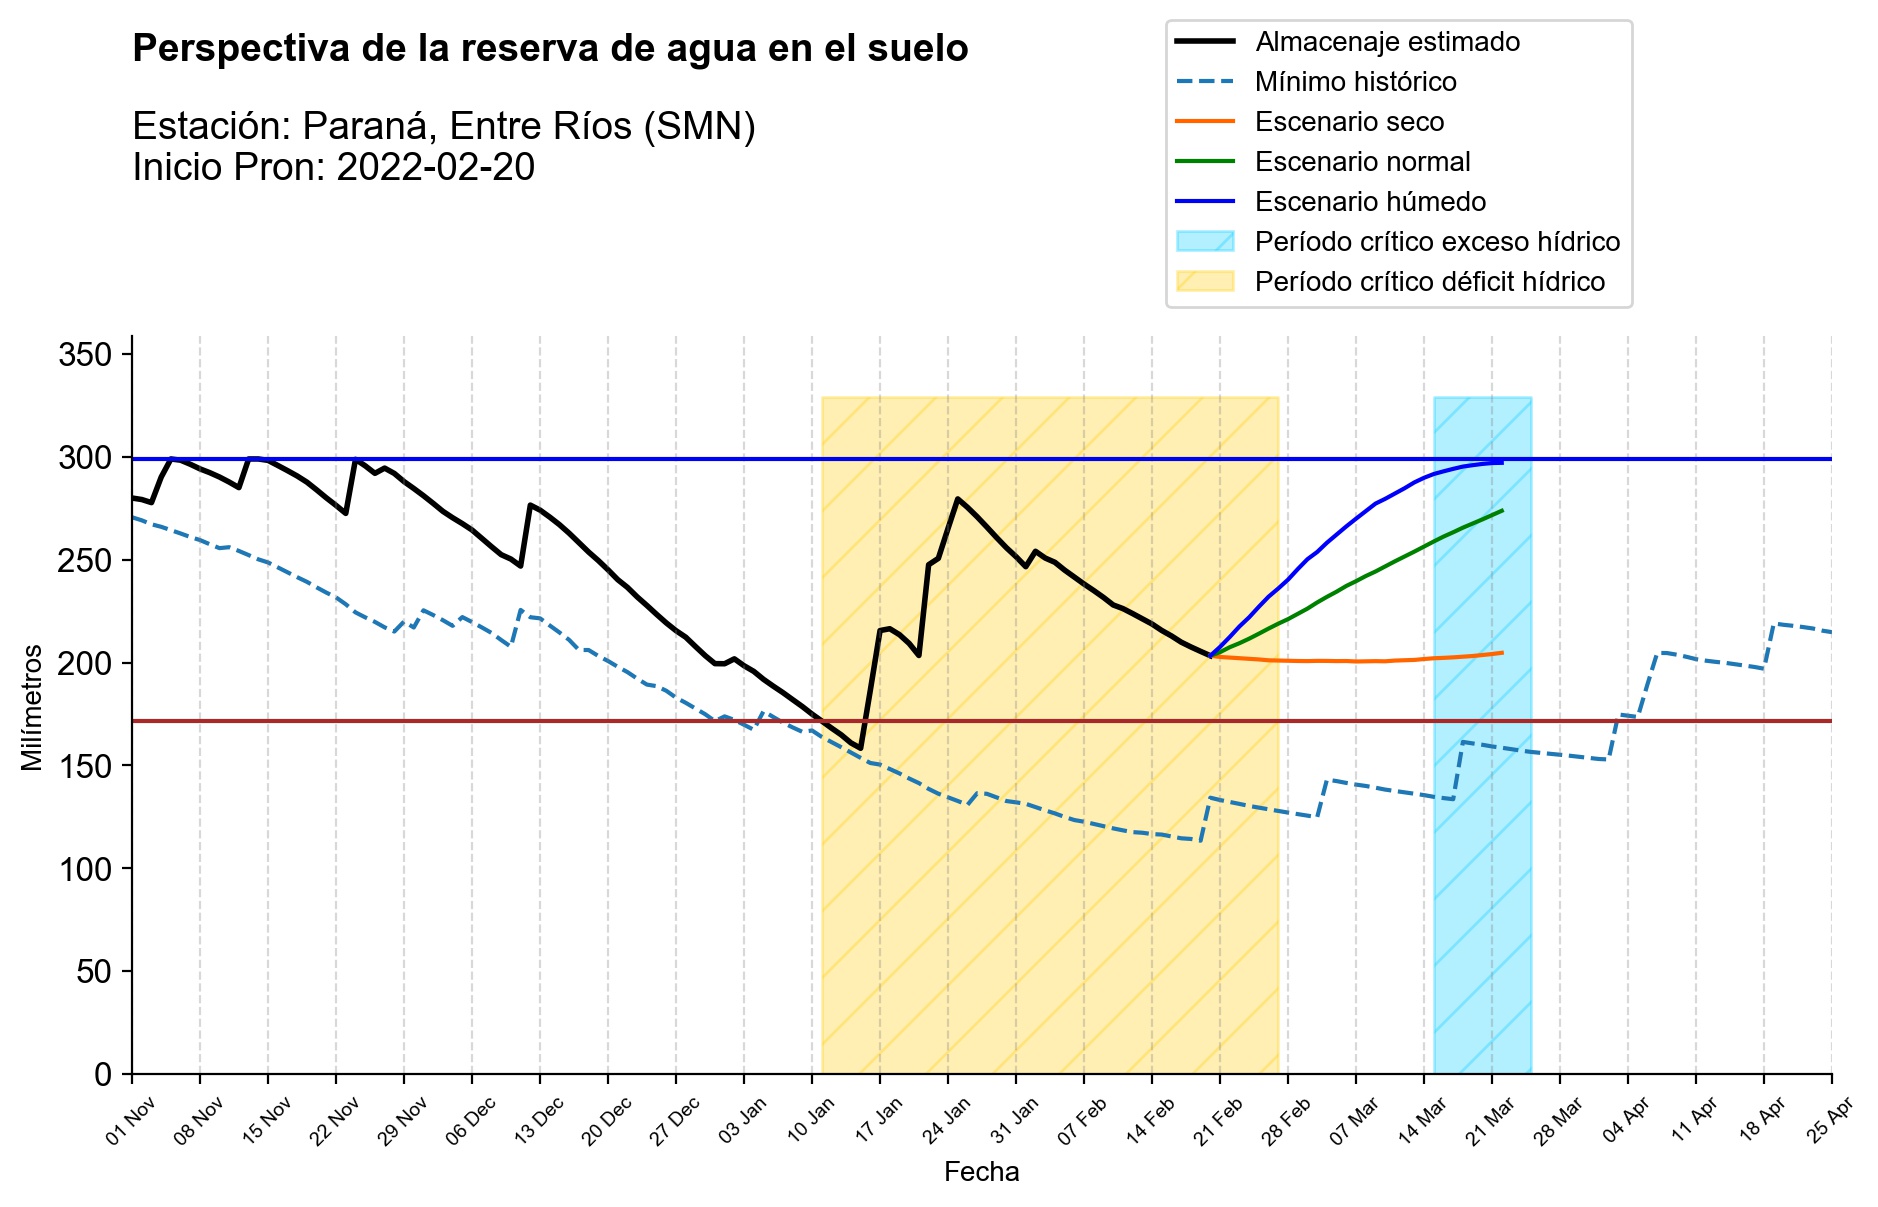 Perspectiva de la reserva de agua en el suelo
Estación: Paraná, Entre Ríos (SMN)
Inicio Pron: 2022-02-20
Almacenaje estimado
Mínimo histórico
Escenario seco
Escenario normal
Escenario húmedo
Período crítico exceso hídrico
Período crítico déficit hídrico
Milímetros
350
300
250
200
150
100
50
0
01 Nov
08 Nov
15 Nov
22 Nov
29 Nov
06 Dec
13 Dec
20 Dec
27 Dec
03 Jan
10 Jan
17 Jan
24 Jan
31 Jan
07 Feb
14 Feb
21 Feb
28 Feb
07 Mar
14 Mar
21 Mar
28 Mar
04 Apr
11 Apr
18 Apr
25 Apr
Fecha